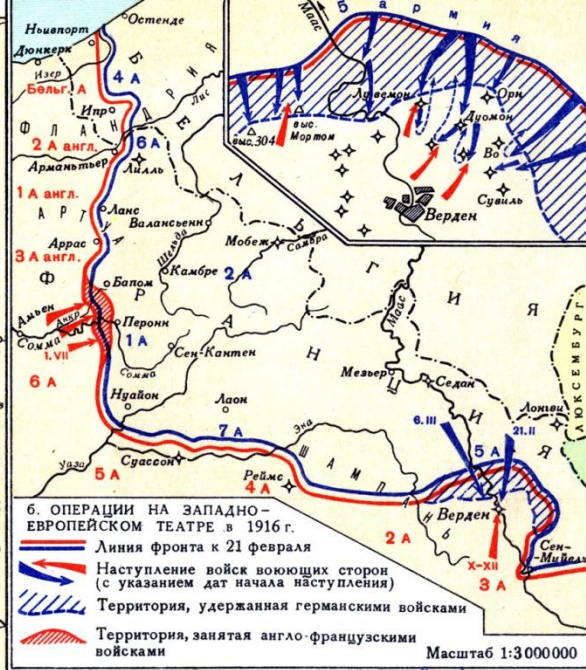 5 армия
Маас
Лувемон
Орн
Дуомон
Во
выс. 304
выс.
Мортом
Сувиль
Верден
Остенде
Ньивпорт
Дюнкерк
Изер
Бельг. А
4 А
Ипр
ФЛАНДРИЯ
Лис
2 А англ.
6 А
Армантьер
Лилль
БЕЛЬГИЯ
1 А англ.
АРТУА
Ланс
Валансьенн
Шельда
Мобеж
Самбра
Аррас
3 А англ.
Камбре
2 А
Бапом
ФРАНЦИЯ
Амьен
Анкр
Сомма
Перонн
1.VII
1 А
Сен-Кантен
Сомма
6 А
Нуайон
Лаон
Мезьер
Маас
Седан
ЛЮКСЕМБУРГ
Лонгви
6.III
21.II
5 А
7 А
Эна
ШАМПАНЬ
Уаза
Суассон
5 А
Реймс
4 А
2 А
Верден
X-XII
3 А
Сен-
Мийель
6. ОПЕРАЦИИ НА ЗАПАДНО-
ЕВРОПЕЙСКОМ ТЕАТРЕ в 1916 г.
Линия фронта к 21 февраля
Наступление войск воюющих сторон
(с указанием дат начала наступления)
Территория, удержанная германскими войсками
Территория, занятая англо-французскими
войсками
Масштаб 1:3 000 000